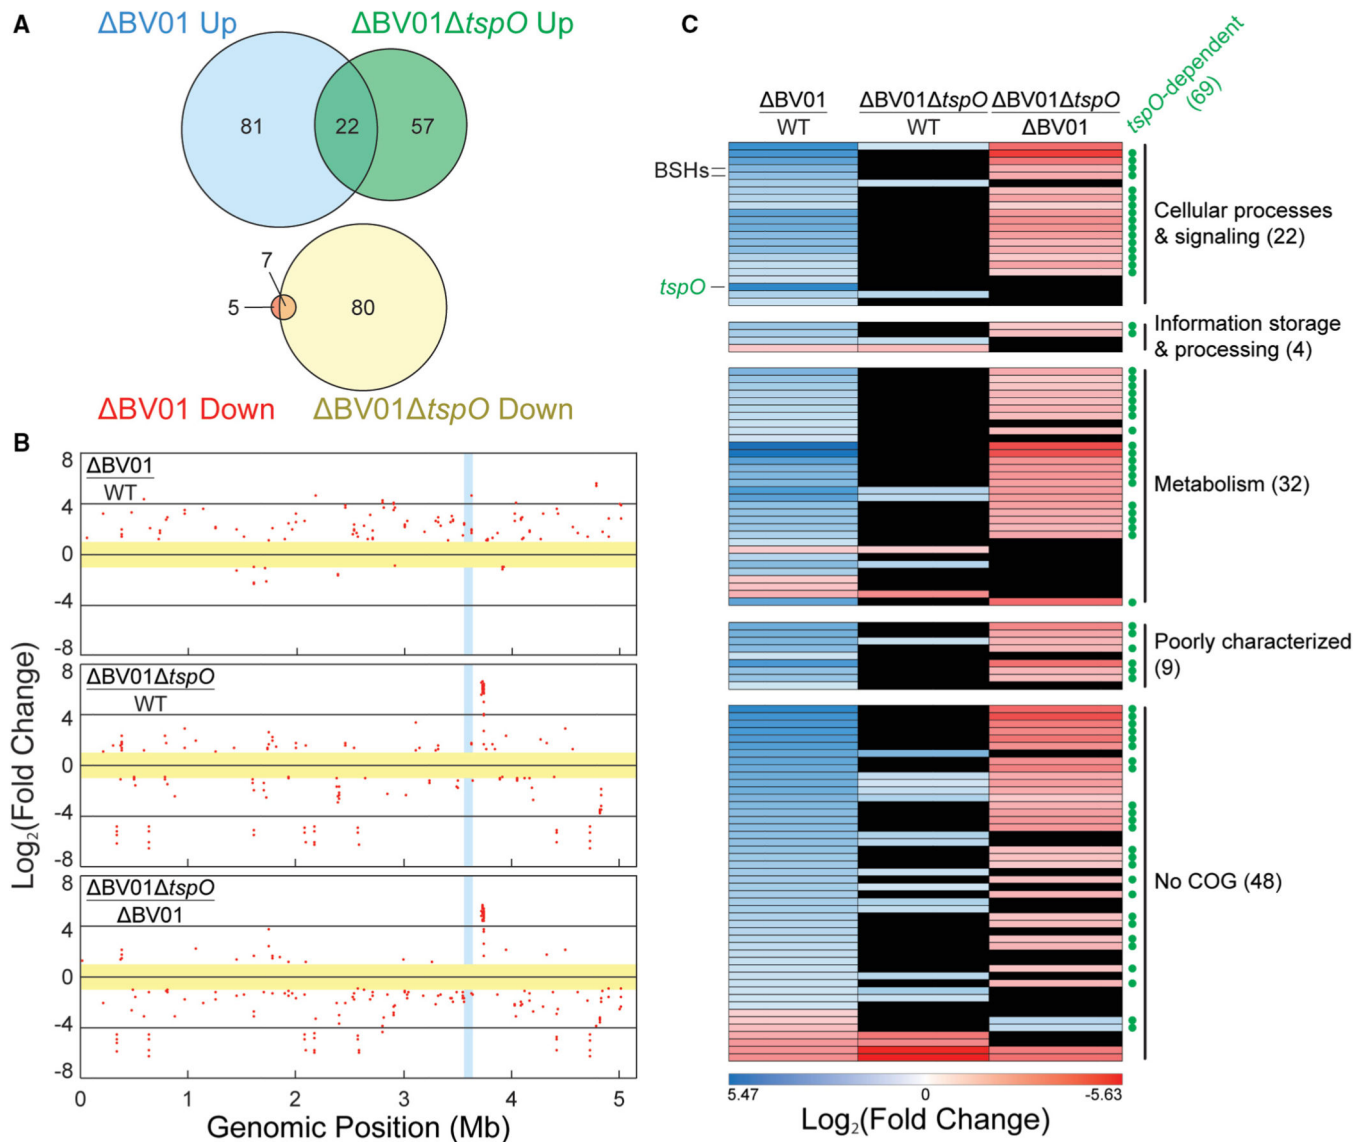 A
ΔBV01 Up
ΔBV01ΔtspO Up
81
22
57
7
5
80
ΔBV01 Down
ΔBV01ΔtspO Down
B
Log2(Fold Change)
8
4
0
-4
-8
ΔBV01
WT
8
4
0
-4
-8
ΔBV01ΔtspO
WT
8
4
0
-4
-8
ΔBV01ΔtspO
ΔBV01
0
1
2
3
4
5
Genomic Position (Mb)
C
ΔBV01
WT
ΔBV01ΔtspO
WT
ΔBV01ΔtspO
ΔBV01
tspO-dependent
(69)
BSHs
tspO
Cellular processes
& signaling (22)
Information storage
& processing (4)
Metabolism (32)
Poorly characterized
(9)
No COG (48)
5.47
0
-5.63
Log2(Fold Change)